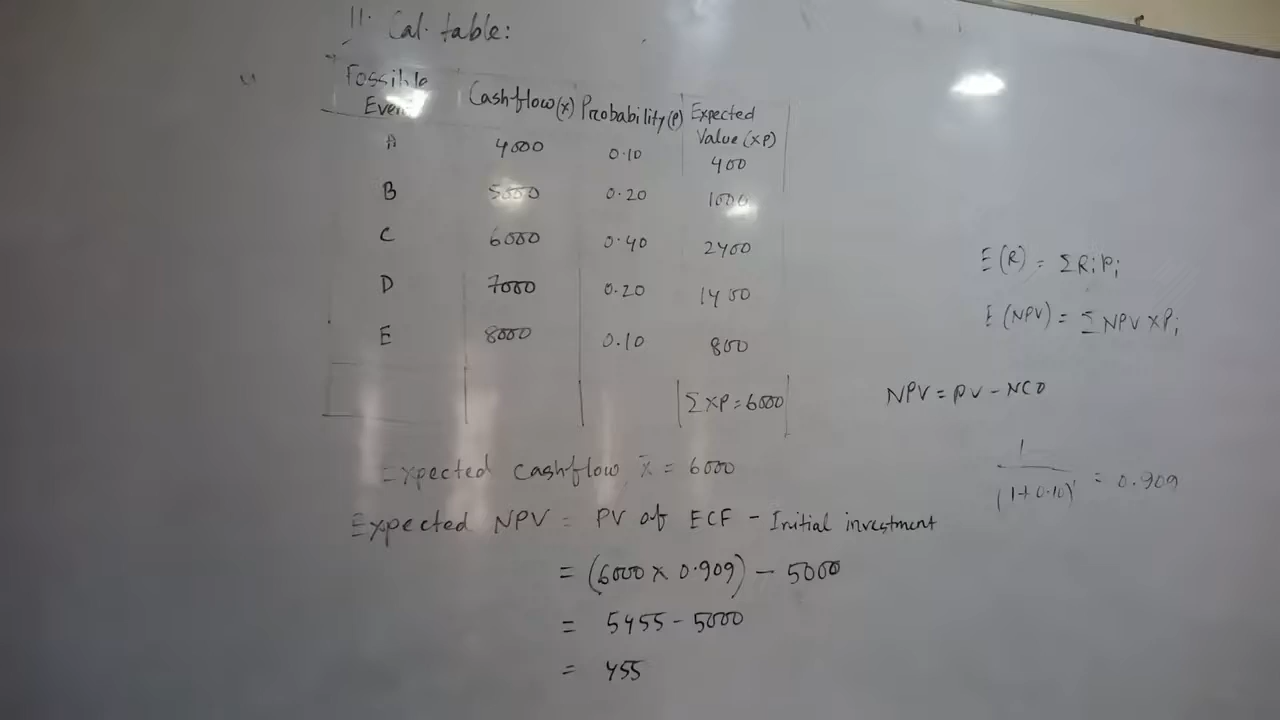 11. Cal. table:
Possible Event Cashflow(x) Probability(P) Expected Value (XP)
A 4000 0.10 400
B 5000 0.20 1000
C 6000 0.40 2400
D 7000 0.20 1400
E 8000 0.10 800
ΣXP = 6000
Expected cashflow, x̄ = 6000
Expected NPV = PV of ECF - Initial investment
= (6000 × 0.909) - 5000
= 5455 - 5000
= 455
E(R) = ΣRiPi
E(NPV) = ΣNPV×Pi
NPV = PV - NCO
1
(1+0.10)¹ = 0.909